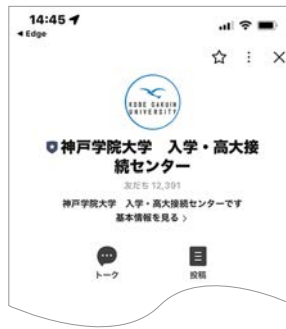 14:45
◀ Edge
KOBE GAKUIN
UNIVERSITY
神戸学院大学 入学・高大接
続センター
友だち 12,391
神戸学院大学 入学・高大接続センターです
基本情報を見る >
トーク
投稿